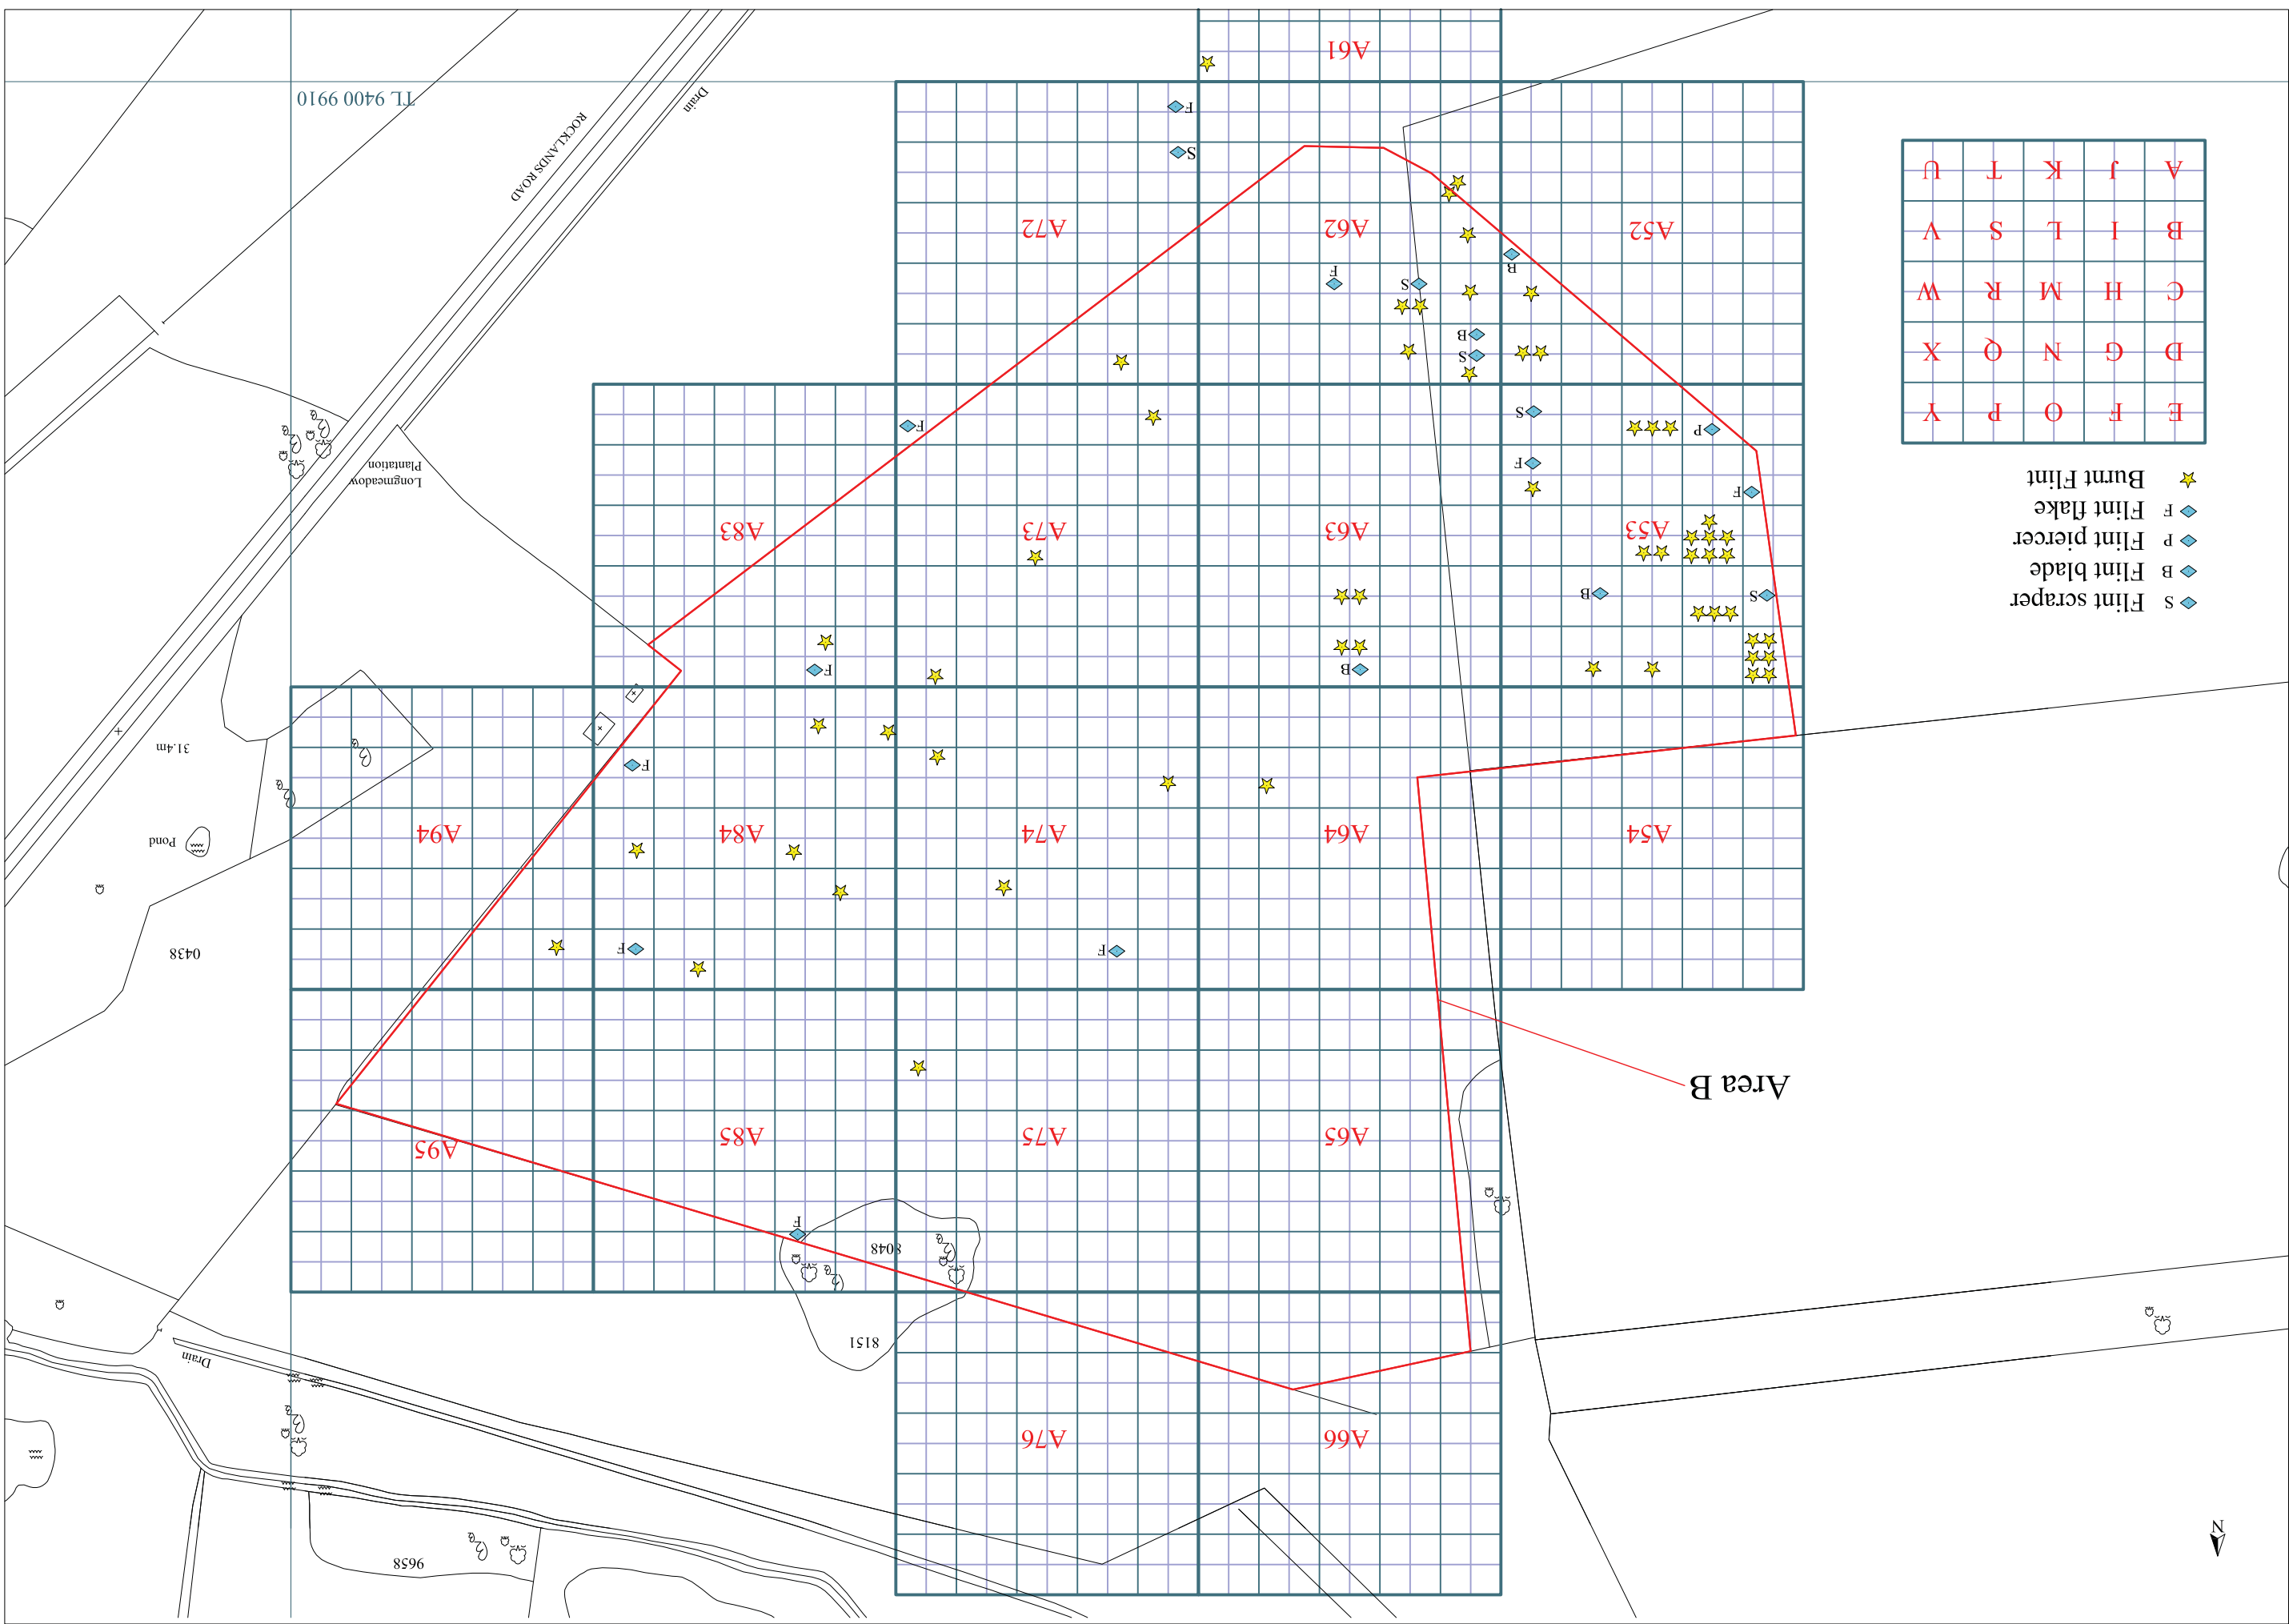 N
9658
A66 A76
Drain
8151
8048
F
A65 A75 A85 A95
Area B
F
F
F
0438
A54 A64 A74 A84 A94
Pond
F
31.4m
B
F
S
B
S Flint scraper
B Flint blade
P Flint piercer
F Flint flake
Burnt Flint
A53 A63 A73 A83
F
F
Longmeadow
Plantation
P
F
S
E F O P Y
D G N Q X
C H M R W
B I L S V
A J K T U
S
B
S
F
B
A52 A62 A72
ROCKLANDS ROAD
S
F
Drain
TL 9400 9910
A61